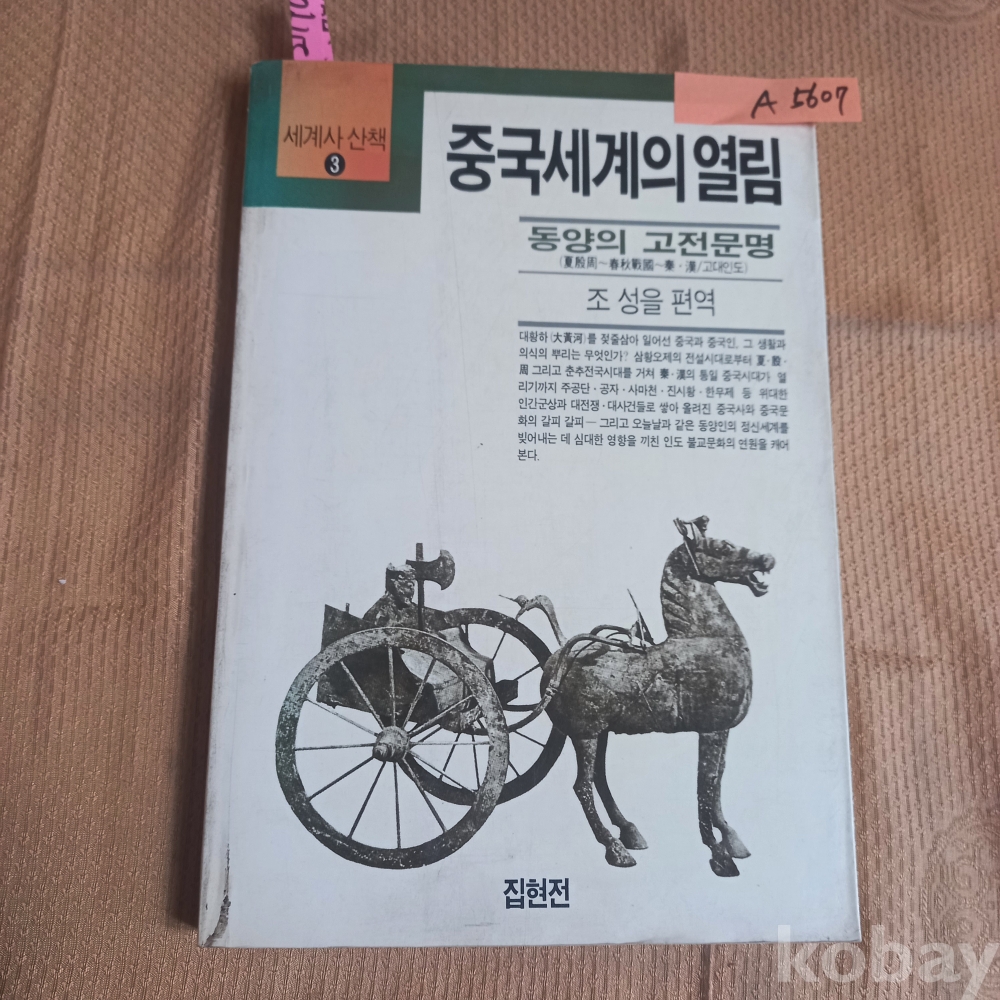 A 5607
세계사 산책
3
중국세계의 열림
동양의 고전문명
(夏殷周~春秋戰國~秦·漢/고대인도)
조 성을 편역
대황하(大黃河)를 젖줄삼아 일어선 중국과 중국인, 그 생활과
의식의 뿌리는 무엇인가? 삼황오제의 전설시대로부터 夏·殷·
周 그리고 춘추전국시대를 거쳐 秦·漢의 통일 중국시대가 열
리기까지 주공단·공자·사마천·진시황·한무제 등 위대한
인간군상과 대전쟁·대사건들로 쌓아 올려진 중국사와 중국문
화의 갈피 갈피— 그리고 오늘날과 같은 동양인의 정신세계를
빚어내는 데 심대한 영향을 끼친 인도 불교문화의 연원을 캐어
본다.
집현전
kobay